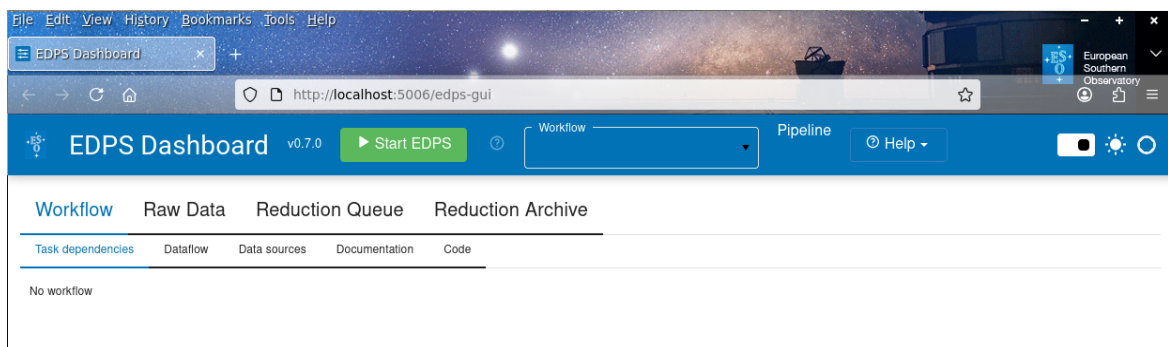 File Edit View History Bookmarks Tools Help
EDPS Dashboard
European
Southern
Observatory
http://localhost:5006/edps-gui
EDPS Dashboard v0.7.0 Start EDPS Workflow Pipeline Help
Workflow Raw Data Reduction Queue Reduction Archive
Task dependencies Dataflow Data sources Documentation Code
No workflow